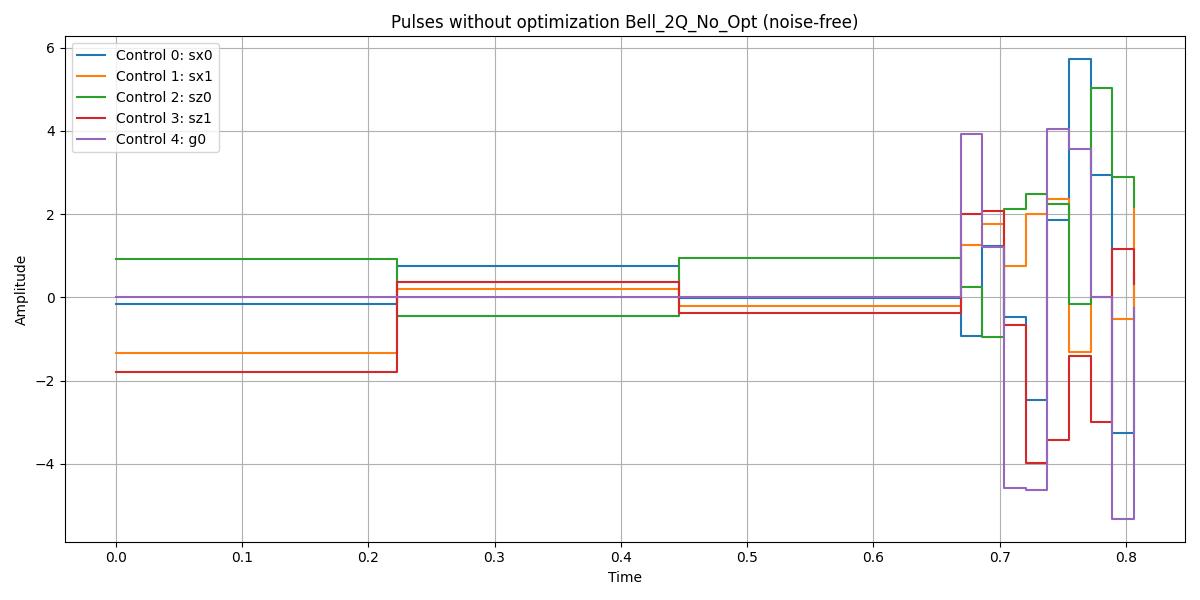 Pulses without optimization Bell_2Q_No_Opt (noise-free)
Control 0: sx0
Control 1: sx1
Control 2: sz0
Control 3: sz1
Control 4: g0
Amplitude
6
4
2
0
−2
−4
0.0 0.1 0.2 0.3 0.4 0.5 0.6 0.7 0.8
Time